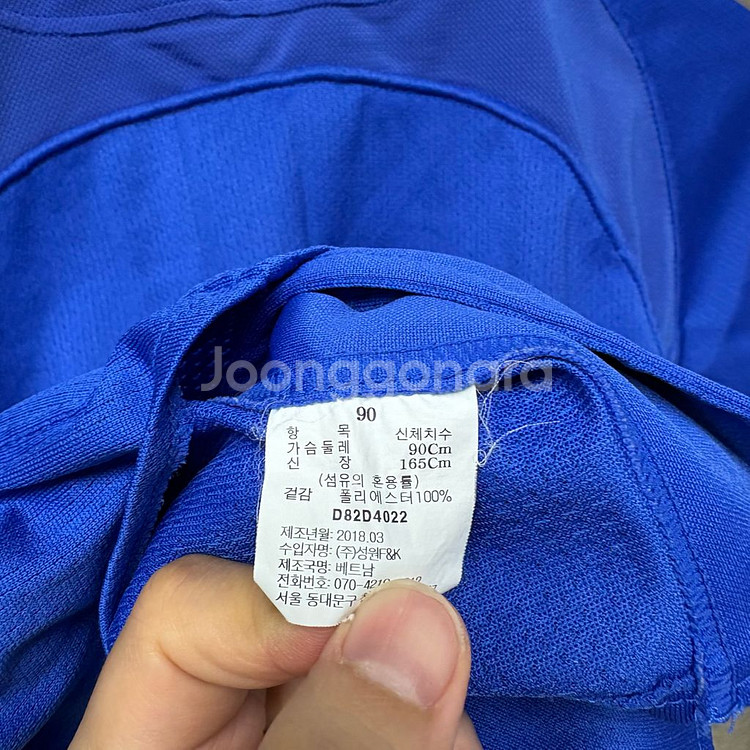 Joonggonara
90
항 목 신체치수
가슴둘레 90Cm
신 장 165Cm
(섬유의 혼용률)
겉감 폴리에스터100%
D82D4022
제조년월: 2018.03
수입자명: (주)성원F&K
제조국명: 베트남
전화번호:
서울 동대문구